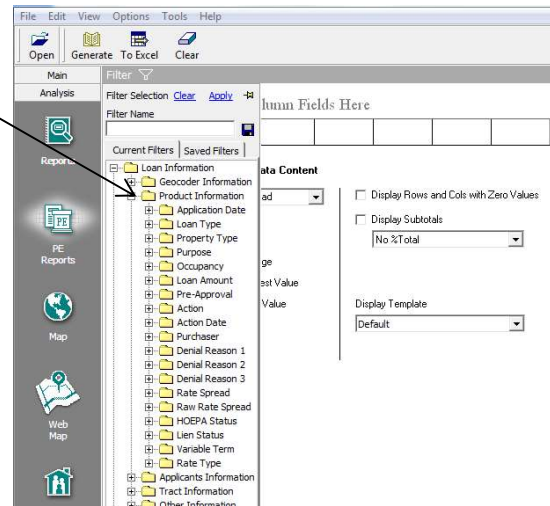 File Edit View Options Tools Help
Open Generate To Excel Clear
Main
Analysis
Reports
PE
PE
Reports
Map
Web
Map
Filter
Filter Selection Clear Apply
Filter Name
Current Filters Saved Filters
Loan Information
Geocoder Information
Product Information
Application Date
Loan Type
Property Type
Purpose
Occupancy
Loan Amount
Pre-Approval
Action
Action Date
Purchaser
Denial Reason 1
Denial Reason 2
Denial Reason 3
Rate Spread
Raw Rate Spread
HOEPA Status
Lien Status
Variable Term
Rate Type
Applicants Information
Tract Information
Other Information
lumn Fields Here
ata Content
ad
ge
est Value
Value
Display Rows and Cols with Zero Values
Display Subtotals
No %Total
Display Template
Default